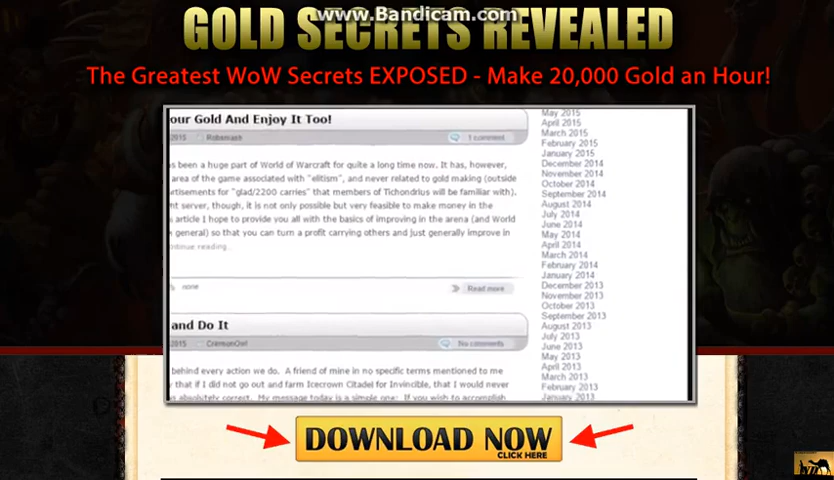 www.Bandicam.com
GOLD SECRETS REVEALED
The Greatest WoW Secrets EXPOSED - Make 20,000 Gold an Hour!
our Gold And Enjoy It Too!
2015 Robsmash 1 comment
s been a huge part of World of Warcraft for quite a long time now. It has, however,
area of the game associated with "elitism", and never related to gold making (outside
rtisements for "glad/2200 carries" that members of Tichondrius will be familiar with).
nt server, though, it is not only possible but very feasible to make money in the
s article I hope to provide you all with the basics of improving in the arena (and World
general) so that you can turn a profit carrying others and just generally improve in
ontinue reading
none Read more
and Do It
2015 CrimsonOwl No comments
behind every action we do. A friend of mine in no specific terms mentioned to me
that if I did not go out and farm Icecrown Citadel for Invincible, that I would never
s absolutely correct. My message today is a simple one: If you wish to accomplish
May 2015
April 2015
March 2015
February 2015
January 2015
December 2014
November 2014
October 2014
September 2014
August 2014
July 2014
June 2014
May 2014
April 2014
March 2014
February 2014
January 2014
December 2013
November 2013
October 2013
September 2013
August 2013
July 2013
June 2013
May 2013
April 2013
March 2013
February 2013
January 2013
DOWNLOAD NOW
CLICK HERE